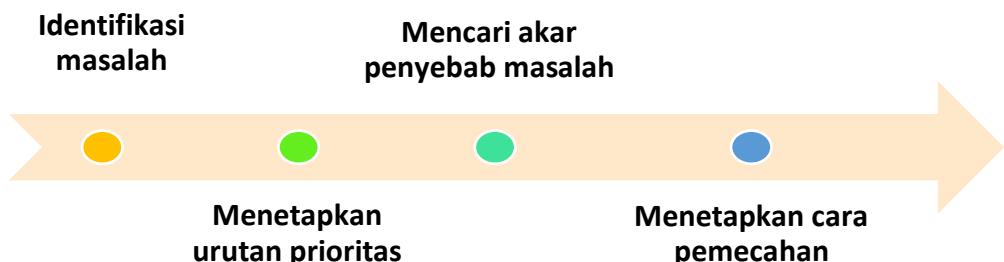 Identifikasi
masalah
Menetapkan
urutan prioritas
Mencari akar
penyebab masalah
Menetapkan cara
pemecahan